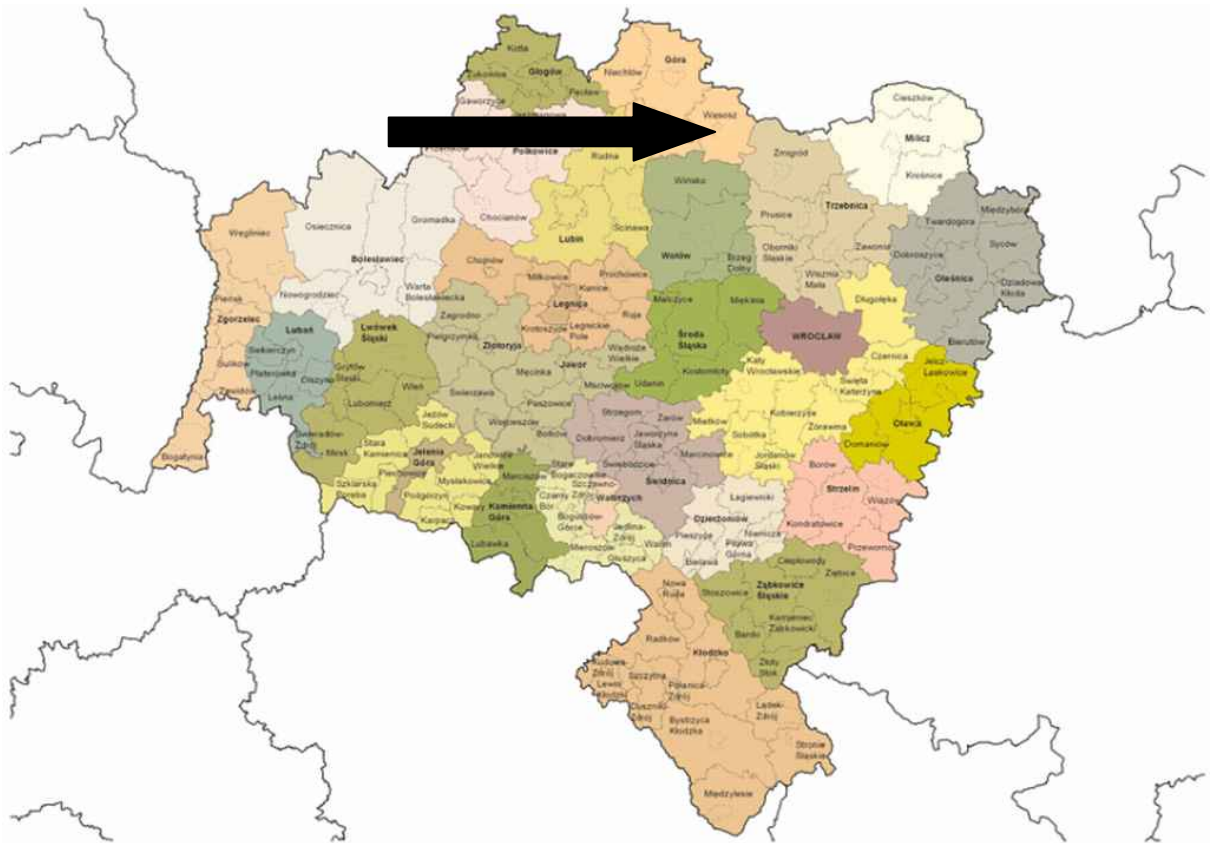 Kotla
Głogów
Żukowice
Pęcław
Góra
Niechlów
Wąsosz
Gaworzyce
Polkowice
Rudna
Chocianów
Lubin
Ścinawa
Cieszków
Milicz
Krośnice
Żmigród
Prusice
Trzebnica
Oborniki
Śląskie
Zawonia
Wisznia
Mała
Wińsko
Wołów
Brzeg
Dolny
Twardogóra
Międzybórz
Syców
Dobroszyce
Oleśnica
Dziadowa
Kłoda
Bierutów
Węgliniec
Pieńsk
Zgorzelec
Sulików
Zawidów
Bogatynia
Osiecznica
Gromadka
Bolesławiec
Nowogrodziec
Warta
Bolesławiecka
Chojnów
Miłkowice
Kunice
Prochowice
Legnica
Krotoszyce
Legnickie
Pole
Ruja
Malczyce
Miękinia
Środa
Śląska
Kostomłoty
Udanin
WROCŁAW
Długołęka
Czernica
Jelcz-
Laskowice
Oława
Domaniów
Lubań
Siekierczyn
Platerówka
Olszyna
Leśna
Świeradów-
Zdrój
Lwówek
Śląski
Gryfów
Śląski
Lubomierz
Wleń
Mirsk
Zagrodno
Pielgrzymka
Złotoryja
Świerzawa
Wojcieszów
Męcinka
Jawor
Wądroże
Wielkie
Mściwojów
Paszowice
Bolków
Kąty
Wrocławskie
Święta
Katarzyna
Kobierzyce
Żórawina
Mietków
Sobótka
Jordanów
Śląski
Strzegom
Żarów
Dobromierz
Jaworzyna
Śląska
Marcinowice
Świebodzice
Świdnica
Jeżów
Sudecki
Stara
Kamienica
Jelenia
Góra
Janowice
Wielkie
Piechowice
Szklarska
Poręba
Podgórzyn
Mysłakowice
Kowary
Karpacz
Marciszów
Kamienna
Góra
Lubawka
Stare
Bogaczowice
Szczawno-
Zdrój
Czarny
Bór
Wałbrzych
Boguszów-
Gorce
Jedlina-
Zdrój
Mieroszów
Głuszyca
Walim
Łagiewniki
Dzierżoniów
Pieszyce
Niemcza
Piława
Górna
Bielawa
Borów
Strzelin
Wiązów
Kondratowice
Przeworno
Ciepłowody
Ząbkowice
Śląskie
Ziębice
Stoszowice
Kamieniec
Ząbkowicki
Bardo
Złoty
Stok
Nowa
Ruda
Radków
Kłodzko
Kudowa-
Zdrój
Lewin
Kłodzki
Szczytna
Polanica-
Zdrój
Duszniki-
Zdrój
Bystrzyca
Kłodzka
Lądek-
Zdrój
Stronie
Śląskie
Międzylesie